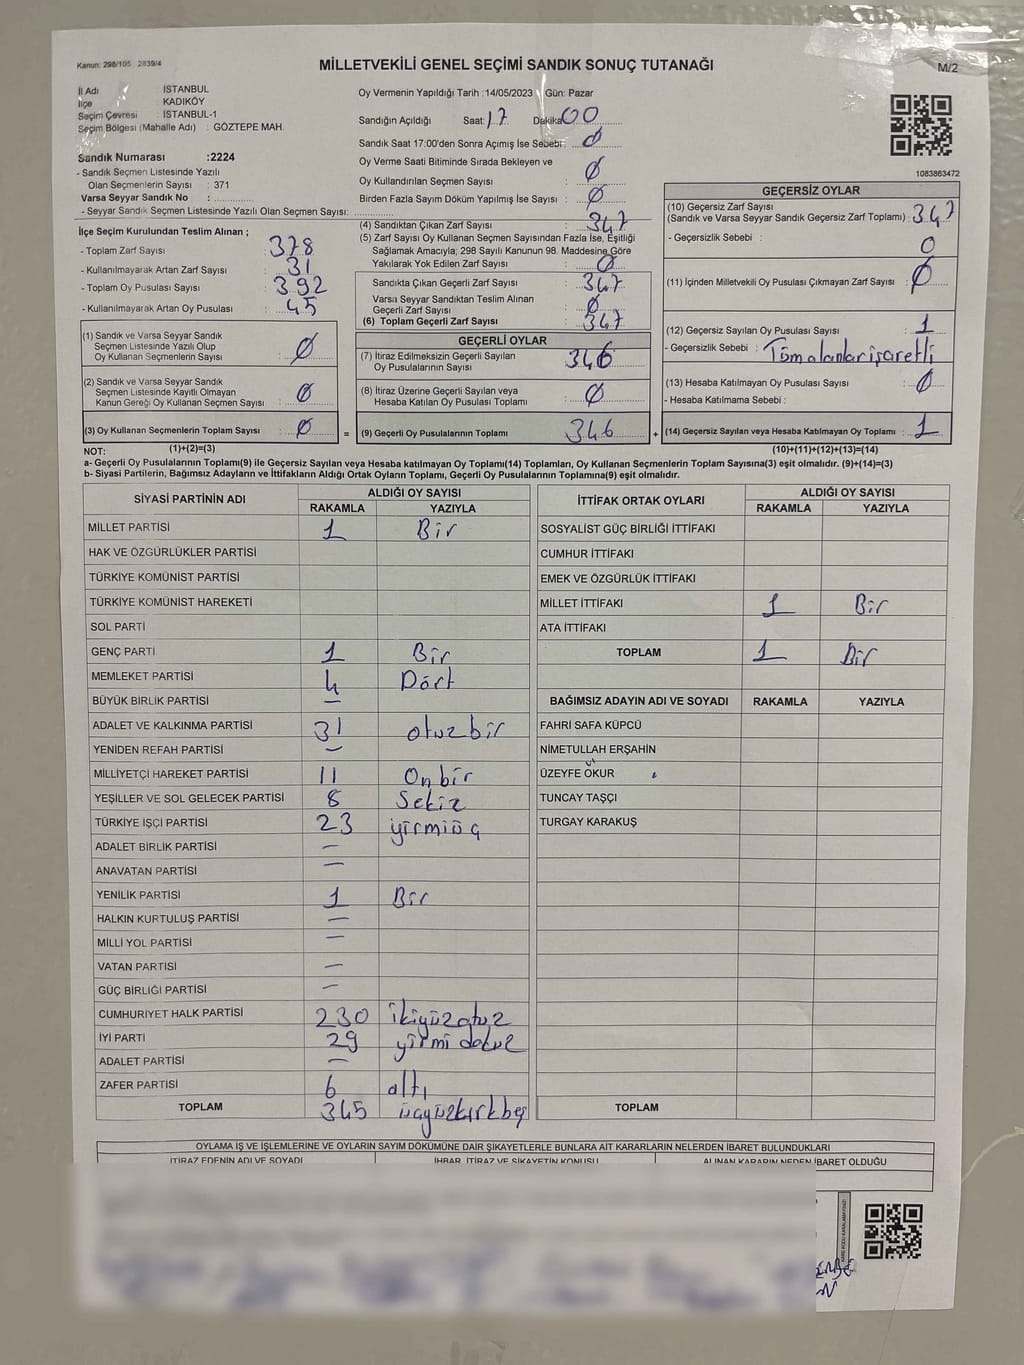 Kanun: 298/105 2839/4
MİLLETVEKİLİ GENEL SEÇİMİ SANDIK SONUÇ TUTANAĞI
M/2
İl Adı İSTANBUL
İlçe KADIKÖY
Seçim Çevresi İSTANBUL-1
Seçim Bölgesi (Mahalle Adı) : GÖZTEPE MAH.
Sandık Numarası :2224
- Sandık Seçmen Listesinde Yazılı
Olan Seçmenlerin Sayısı : 371
Varsa Seyyar Sandık No :
- Seyyar Sandık Seçmen Listesinde Yazılı Olan Seçmen Sayısı:
Oy Vermenin Yapıldığı Tarih :14/05/2023 Gün: Pazar
Sandığın Açıldığı Saat: 17 Dakika 00
Sandık Saat 17:00'den Sonra Açımış İse Sebebi: 0
Oy Verme Saati Bitiminde Sırada Bekleyen ve
Oy Kullandırılan Seçmen Sayısı : 0
Birden Fazla Sayım Döküm Yapılmış İse Sayısı : 0
1083863472
İlçe Seçim Kurulundan Teslim Alınan ;
- Toplam Zarf Sayısı : 378
- Kullanılmayarak Artan Zarf Sayısı : 31
- Toplam Oy Pusulası Sayısı : 392
- Kullanılmayarak Artan Oy Pusulası : 45
(1) Sandık ve Varsa Seyyar Sandık
Seçmen Listesinde Yazılı Olup
Oy Kullanan Seçmenlerin Sayısı : 0
(2) Sandık ve Varsa Seyyar Sandık
Seçmen Listesinde Kayıtlı Olmayan
Kanun Gereği Oy Kullanan Seçmen Sayısı : 0
(3) Oy Kullanan Seçmenlerin Toplam Sayısı : 0
(4) Sandıktan Çıkan Zarf Sayısı : 347
(5) Zarf Sayısı Oy Kullanan Seçmen Sayısından Fazla İse, Eşitliği
Sağlamak Amacıyla; 298 Sayılı Kanunun 98. Maddesine Göre
Yakılarak Yok Edilen Zarf Sayısı : 0
Sandıkta Çıkan Geçerli Zarf Sayısı : 347
Varsa Seyyar Sandıktan Teslim Alınan
Geçerli Zarf Sayısı : 0
(6) Toplam Geçerli Zarf Sayısı : 347
GEÇERLİ OYLAR
(7) İtiraz Edilmeksizin Geçerli Sayılan
Oy Pusulalarının Sayısı : 346
(8) İtiraz Üzerine Geçerli Sayılan veya
Hesaba Katılan Oy Pusulası Toplamı : 0
= (9) Geçerli Oy Pusulalarının Toplamı 346 +
GEÇERSİZ OYLAR
(10) Geçersiz Zarf Sayısı
(Sandık ve Varsa Seyyar Sandık Geçersiz Zarf Toplamı) : 347
- Geçersizlik Sebebi : 0
(11) İçinden Milletvekili Oy Pusulası Çıkmayan Zarf Sayısı : 0
(12) Geçersiz Sayılan Oy Pusulası Sayısı : 1
- Geçersizlik Sebebi : Tüm alanlar işaretli
(13) Hesaba Katılmayan Oy Pusulası Sayısı : 0
- Hesaba Katılmama Sebebi :
(14) Geçersiz Sayılan veya Hesaba Katılmayan Oy Toplamı : 1
NOT: (1)+(2)=(3) (10)+(11)+(12)+(13)=(14)
a- Geçerli Oy Pusulalarının Toplamı(9) ile Geçersiz Sayılan veya Hesaba katılmayan Oy Toplamı(14) Toplamları, Oy Kullanan Seçmenlerin Toplam Sayısına(3) eşit olmalıdır. (9)+(14)=(3)
b- Siyasi Partilerin, Bağımsız Adayların ve İttifakların Aldığı Ortak Oyların Toplamı, Geçerli Oy Pusulalarının Toplamına(9) eşit olmalıdır.
SİYASİ PARTİNİN ADI ALDIĞI OY SAYISI
RAKAMLA YAZIYLA
MİLLET PARTİSİ 1 Bir
HAK VE ÖZGÜRLÜKLER PARTİSİ
TÜRKİYE KOMÜNİST PARTİSİ
TÜRKİYE KOMÜNİST HAREKETİ
SOL PARTİ
GENÇ PARTİ 1 Bir
MEMLEKET PARTİSİ 4 Dört
BÜYÜK BİRLİK PARTİSİ —
ADALET VE KALKINMA PARTİSİ 31 otuzbir
YENİDEN REFAH PARTİSİ —
MİLLİYETÇİ HAREKET PARTİSİ 11 Onbir
YEŞİLLER VE SOL GELECEK PARTİSİ 8 Sekiz
TÜRKİYE İŞÇİ PARTİSİ 23 yirmiüç
ADALET BİRLİK PARTİSİ —
ANAVATAN PARTİSİ —
YENİLİK PARTİSİ 1 Bir
HALKIN KURTULUŞ PARTİSİ —
MİLLİ YOL PARTİSİ —
VATAN PARTİSİ —
GÜÇ BİRLİĞİ PARTİSİ —
CUMHURİYET HALK PARTİSİ 230 ikiyüzotuz
İYİ PARTİ 29 yirmi dokuz
ADALET PARTİSİ —
ZAFER PARTİSİ 6 altı
TOPLAM 345 üçyüzkırkbeş
İTTİFAK ORTAK OYLARI ALDIĞI OY SAYISI
RAKAMLA YAZIYLA
SOSYALİST GÜÇ BİRLİĞİ İTTİFAKI
CUMHUR İTTİFAKI
EMEK VE ÖZGÜRLÜK İTTİFAKI
MİLLET İTTİFAKI 1 Bir
ATA İTTİFAKI
TOPLAM 1 Bir
BAĞIMSIZ ADAYIN ADI VE SOYADI RAKAMLA YAZIYLA
FAHRİ SAFA KÜPCÜ
NİMETULLAH ERŞAHİN
ÜZEYFE OKUR
TUNCAY TAŞÇI
TURGAY KARAKUŞ
TOPLAM
OYLAMA İŞ VE İŞLEMLERİNE VE OYLARIN SAYIM DÖKÜMÜNE DAİR ŞİKAYETLERLE BUNLARA AİT KARARLARIN NELERDEN İBARET BULUNDUKLARI
İTİRAZ EDENİN ADI VE SOYADI İHBAR, İTİRAZ VE ŞİKAYETİN KONUSU ALINAN KARARIN NEDEN İBARET OLDUĞU